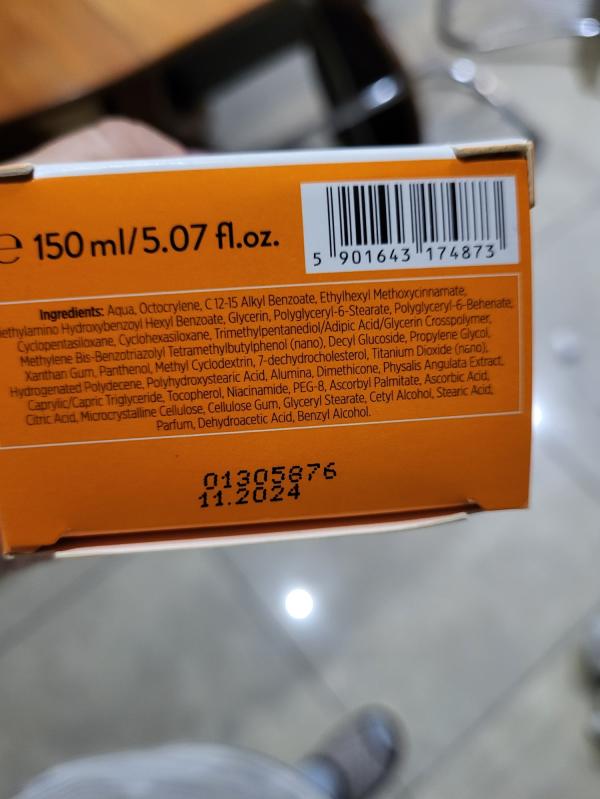 e 150 ml/5.07 fl.oz.
5 901643 174873
Ingredients: Aqua, Octocrylene, C 12-15 Alkyl Benzoate, Ethylhexyl Methoxycinnamate,
iethylamino Hydroxybenzoyl Hexyl Benzoate, Glycerin, Polyglyceryl-6-Stearate, Polyglyceryl-6-Behenate,
Cyclopentasiloxane, Cyclohexasiloxane, Trimethylpentanediol/Adipic Acid/Glycerin Crosspolymer,
Methylene Bis-Benzotriazolyl Tetramethylbutylphenol (nano), Decyl Glucoside, Propylene Glycol,
Xanthan Gum, Panthenol, Methyl Cyclodextrin, 7-dechydrocholesterol, Titanium Dioxide (nano),
Hydrogenated Polydecene, Polyhydroxystearic Acid, Alumina, Dimethicone, Physalis Angulata Extract,
Caprylic/Capric Triglyceride, Tocopherol, Niacinamide, PEG-8, Ascorbyl Palmitate, Ascorbic Acid,
Citric Acid, Microcrystalline Cellulose, Cellulose Gum, Glyceryl Stearate, Cetyl Alcohol, Stearic Acid,
Parfum, Dehydroacetic Acid, Benzyl Alcohol.
01305876
11.2024